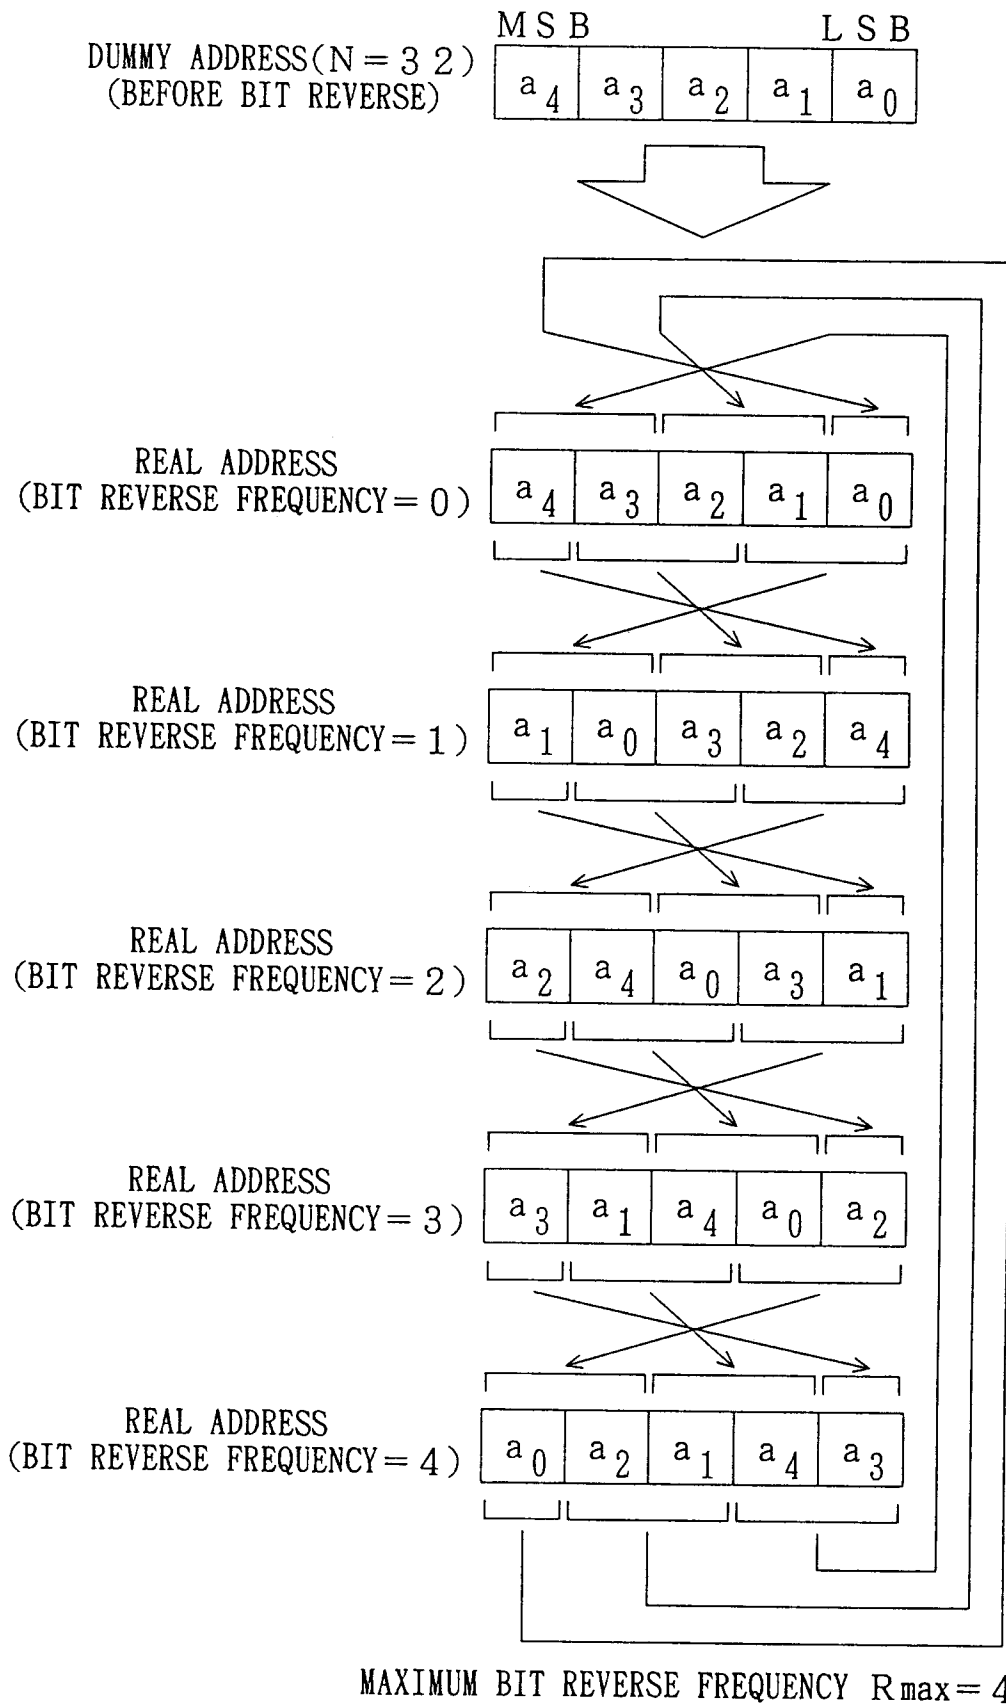 MSB LSB
DUMMY ADDRESS(N=32)
(BEFORE BIT REVERSE)
a4 a3 a2 a1 a0
REAL ADDRESS
(BIT REVERSE FREQUENCY=0)
a4 a3 a2 a1 a0
REAL ADDRESS
(BIT REVERSE FREQUENCY=1)
a1 a0 a3 a2 a4
REAL ADDRESS
(BIT REVERSE FREQUENCY=2)
a2 a4 a0 a3 a1
REAL ADDRESS
(BIT REVERSE FREQUENCY=3)
a3 a1 a4 a0 a2
REAL ADDRESS
(BIT REVERSE FREQUENCY=4)
a0 a2 a1 a4 a3
MAXIMUM BIT REVERSE FREQUENCY Rmax=4